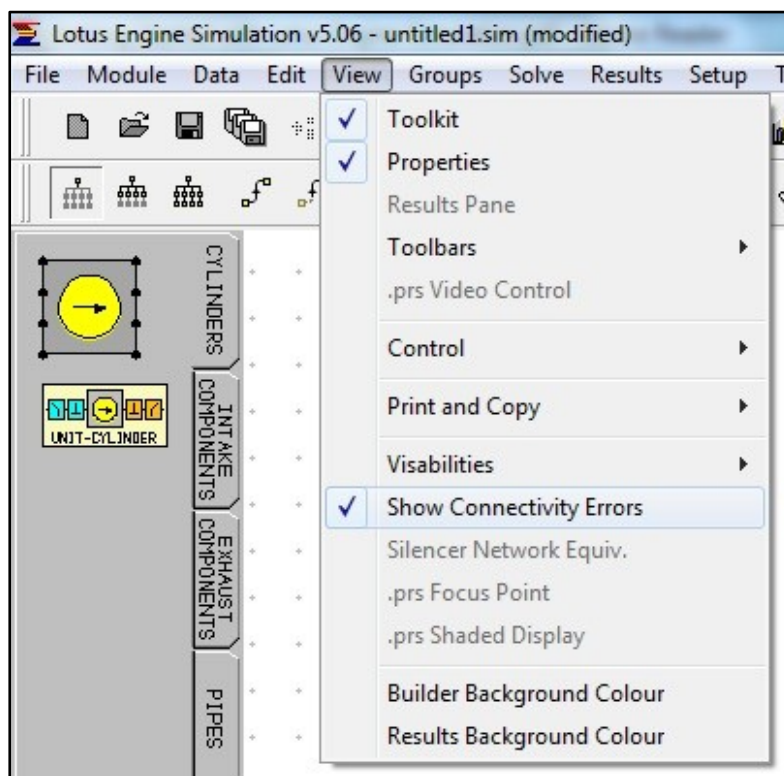 Lotus Engine Simulation v5.06 - untitled1.sim (modified)
File Module Data Edit View Groups Solve Results Setup
Toolkit
Properties
Results Pane
Toolbars
.prs Video Control
Control
Print and Copy
Visabilities
Show Connectivity Errors
Silencer Network Equiv.
.prs Focus Point
.prs Shaded Display
Builder Background Colour
Results Background Colour
CYLINDERS
UNIT-CYLINDER
INTAKE
COMPONENTS
EXHAUST
COMPONENTS
PIPES